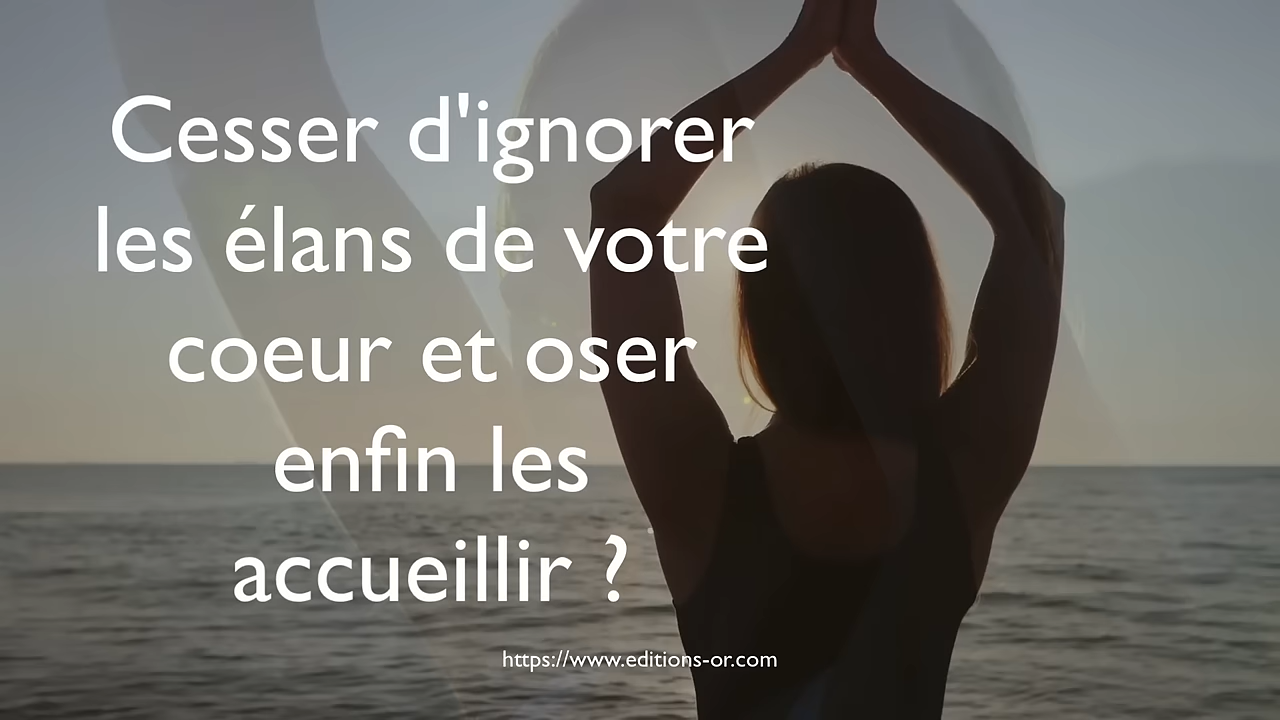 Cesser d'ignorer
les élans de votre
coeur et oser
enfin les
accueillir ?
https://www.editions-or.com